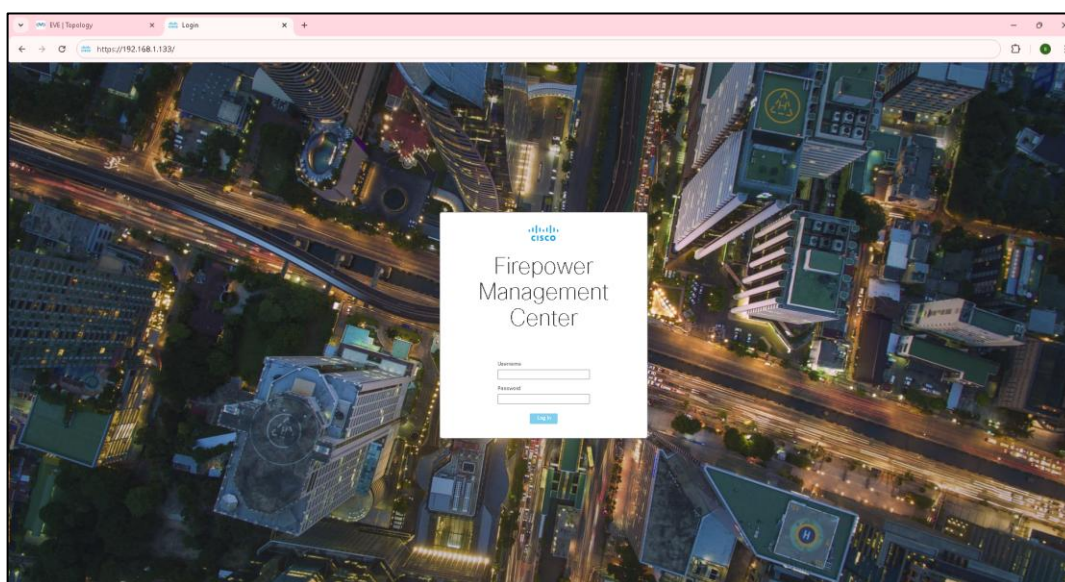 EVE | Topology
Login
https://192.168.1.133/
CISCO
Firepower
Management
Center
Username
Password
Log In
H